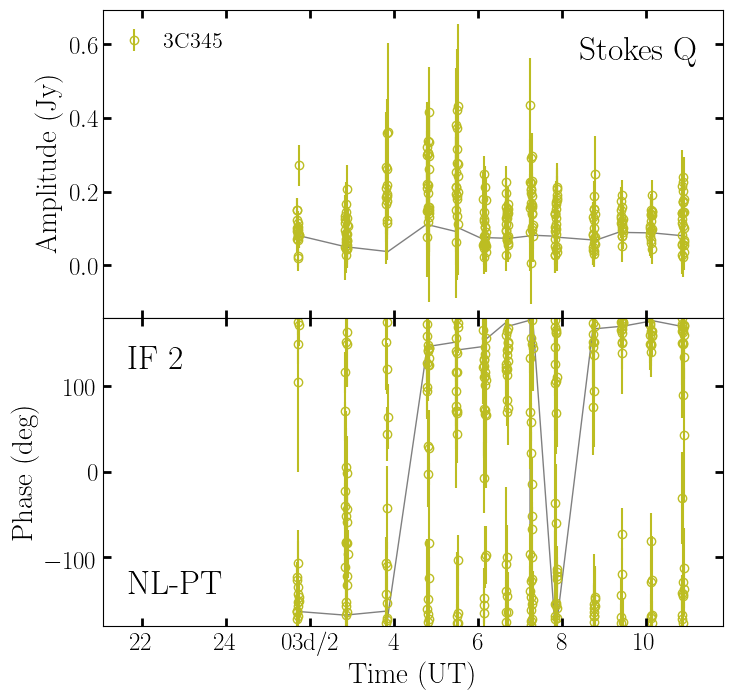 3C345
Stokes Q
0.6
0.4
0.2
0.0
Amplitude (Jy)
IF 2
100
0
−100
Phase (deg)
NL-PT
22 24 03d/2 4 6 8 10
Time (UT)